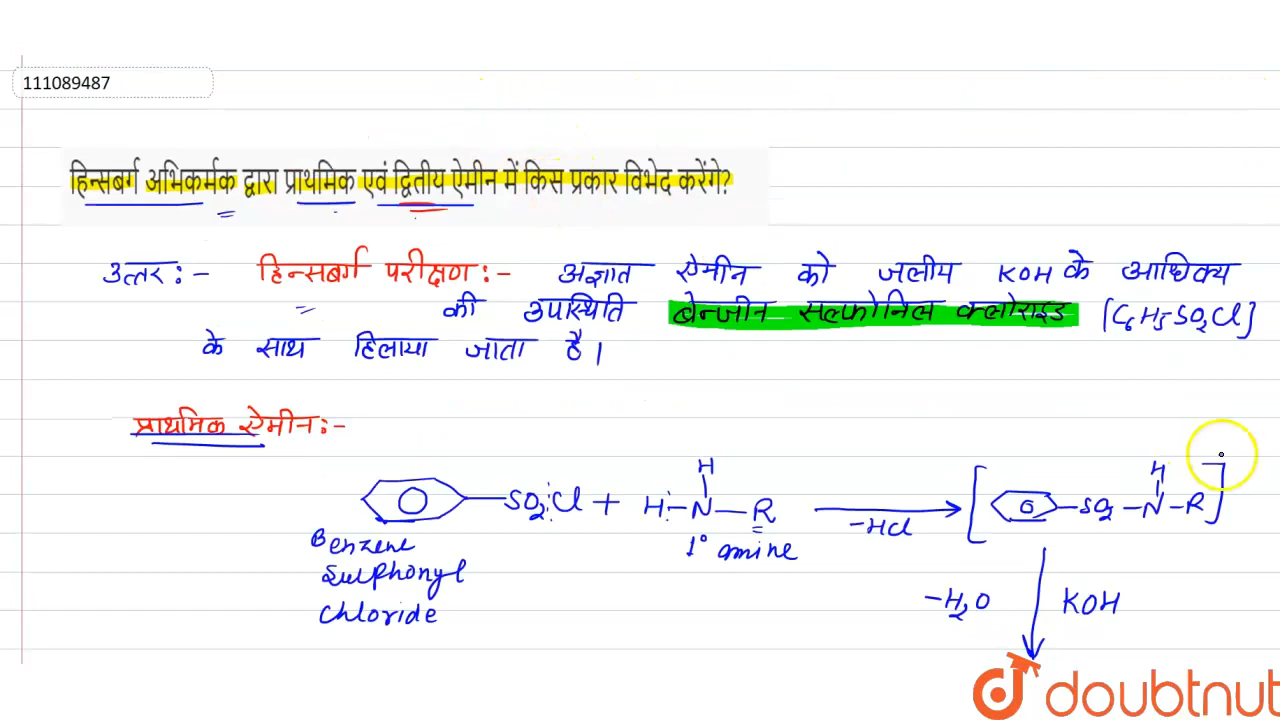 111089487
हिन्सबर्ग अभिकर्मक द्वारा प्राथमिक एवं द्वितीय ऐमीन में किस प्रकार विभेद करेंगे?
उत्तर :- हिन्सबर्ग परीक्षण :- अज्ञात ऐमीन को जलीय KOH के आधिक्य
की उपस्थिति बेन्जीन सल्फोनिल क्लोराइड [C6H5SO2Cl]
के साथ हिलाया जाता है।
प्राथमिक ऐमीन :-
H H
SO2Cl + H-N-R -HCl [ SO2-N-R ]
Benzene 1° amine
Sulphonyl
Chloride
-H2O KOH
doubtnut